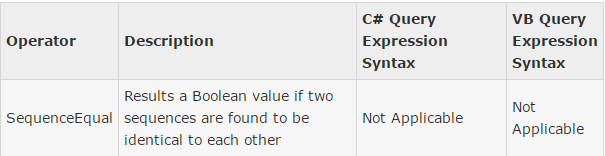 Operator
Description
C# Query
Expression
Syntax
VB Query
Expression
Syntax
SequenceEqual
Results a Boolean value if two
sequences are found to be
identical to each other
Not Applicable
Not
Applicable